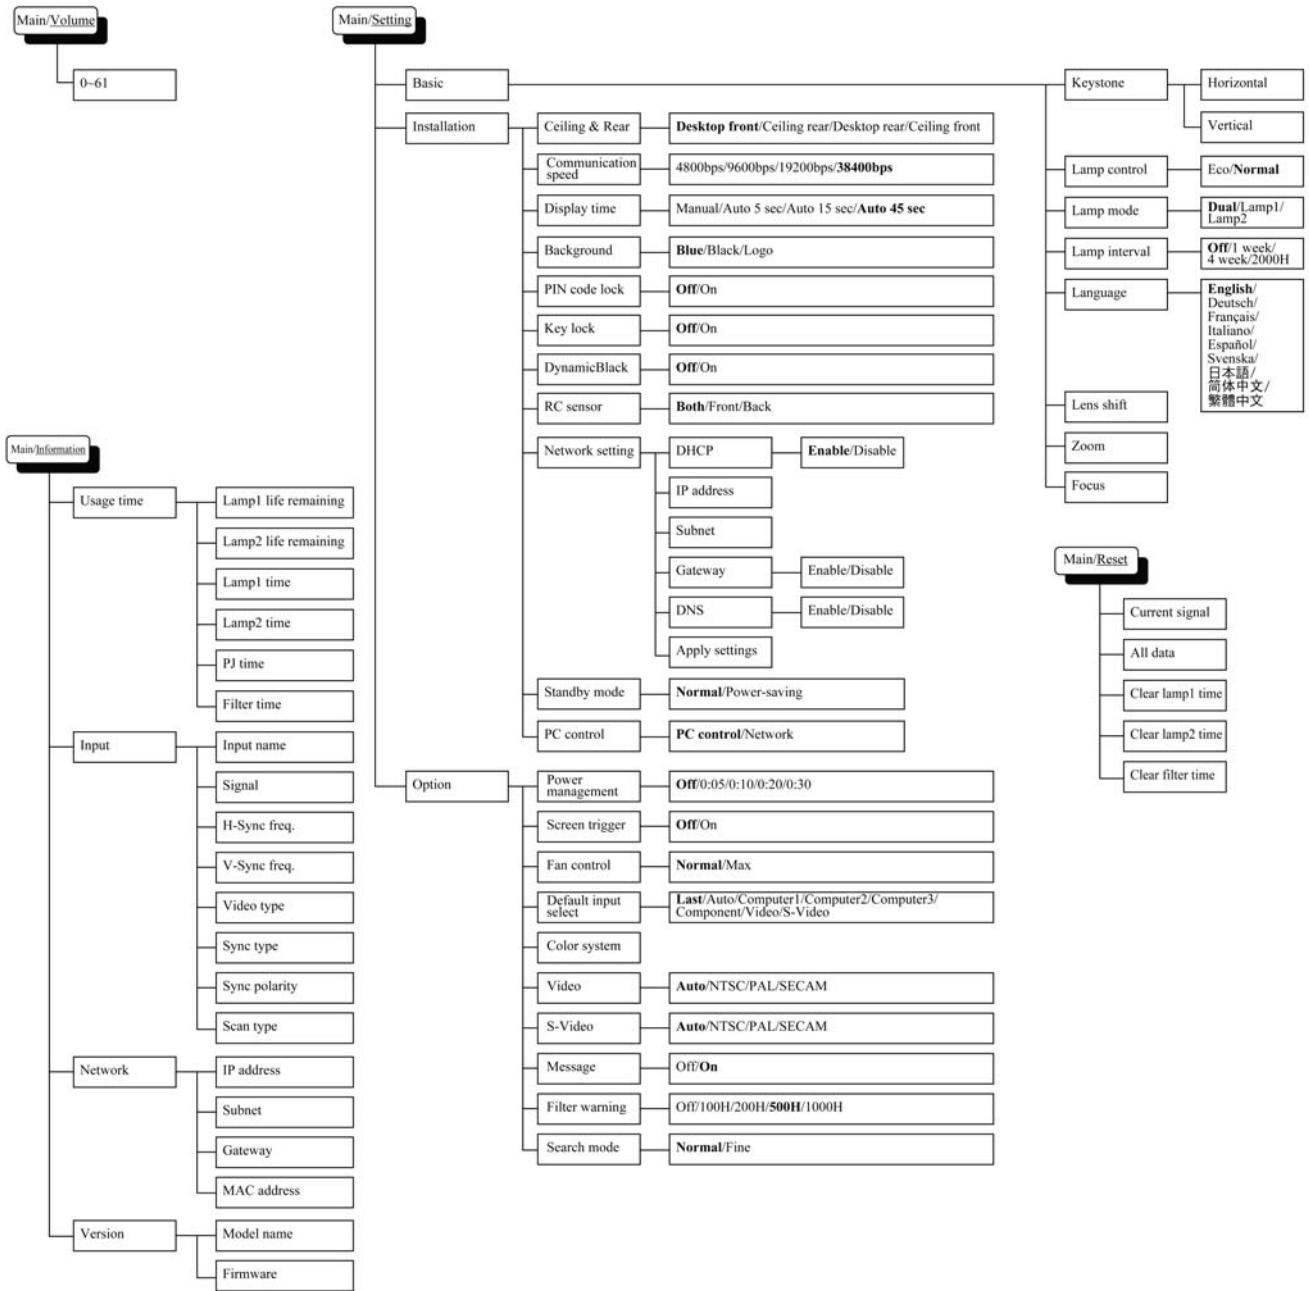 Main/Volume
0~61
Main/Setting
Basic
Keystone
Horizontal
Vertical
Lamp control
Eco/Normal
Lamp mode
Dual/Lamp1/
Lamp2
Lamp interval
Off/1 week/
4 week/2000H
Language
English/
Deutsch/
Français/
Italiano/
Español/
Svenska/
日本語/
简体中文/
繁體中文
Lens shift
Zoom
Focus
Installation
Ceiling & Rear
Desktop front/Ceiling rear/Desktop rear/Ceiling front
Communication
speed
4800bps/9600bps/19200bps/38400bps
Display time
Manual/Auto 5 sec/Auto 15 sec/Auto 45 sec
Background
Blue/Black/Logo
PIN code lock
Off/On
Key lock
Off/On
DynamicBlack
Off/On
RC sensor
Both/Front/Back
Network setting
DHCP
Enable/Disable
IP address
Subnet
Gateway
Enable/Disable
DNS
Enable/Disable
Apply settings
Standby mode
Normal/Power-saving
PC control
PC control/Network
Option
Power
management
Off/0:05/0:10/0:20/0:30
Screen trigger
Off/On
Fan control
Normal/Max
Default input
select
Last/Auto/Computer1/Computer2/Computer3/
Component/Video/S-Video
Color system
Video
Auto/NTSC/PAL/SECAM
S-Video
Auto/NTSC/PAL/SECAM
Message
Off/On
Filter warning
Off/100H/200H/500H/1000H
Search mode
Normal/Fine
Main/Information
Usage time
Lamp1 life remaining
Lamp2 life remaining
Lamp1 time
Lamp2 time
PJ time
Filter time
Input
Input name
Signal
H-Sync freq.
V-Sync freq.
Video type
Sync type
Sync polarity
Scan type
Network
IP address
Subnet
Gateway
MAC address
Version
Model name
Firmware
Main/Reset
Current signal
All data
Clear lamp1 time
Clear lamp2 time
Clear filter time